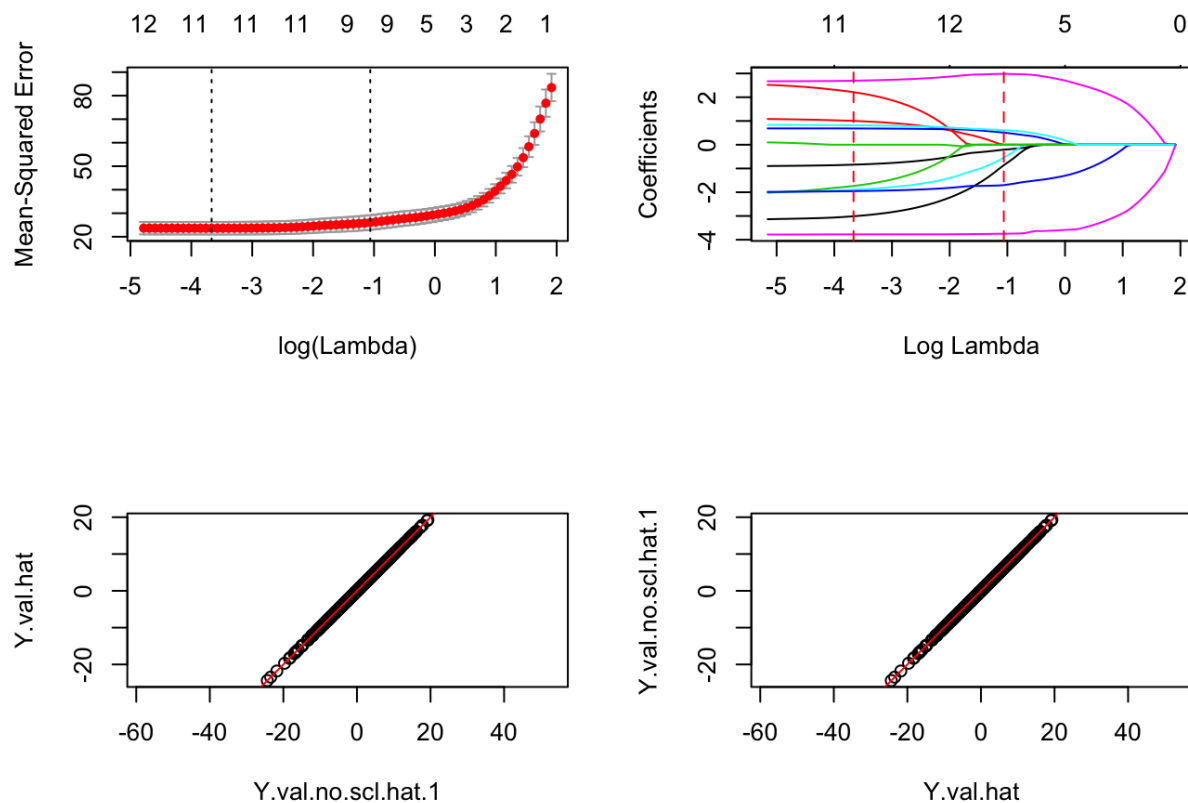 12 11 11 11 9 9 5 3 2 1
Mean-Squared Error
80
50
20
-5 -4 -3 -2 -1 0 1 2
log(Lambda)
11 12 5 0
Coefficients
2
0
-2
-4
-5 -4 -3 -2 -1 0 1 2
Log Lambda
Y.val.hat
20
0
-20
-60 -40 -20 0 20 40
Y.val.no.scl.hat.1
Y.val.no.scl.hat.1
20
0
-20
-60 -40 -20 0 20 40
Y.val.hat